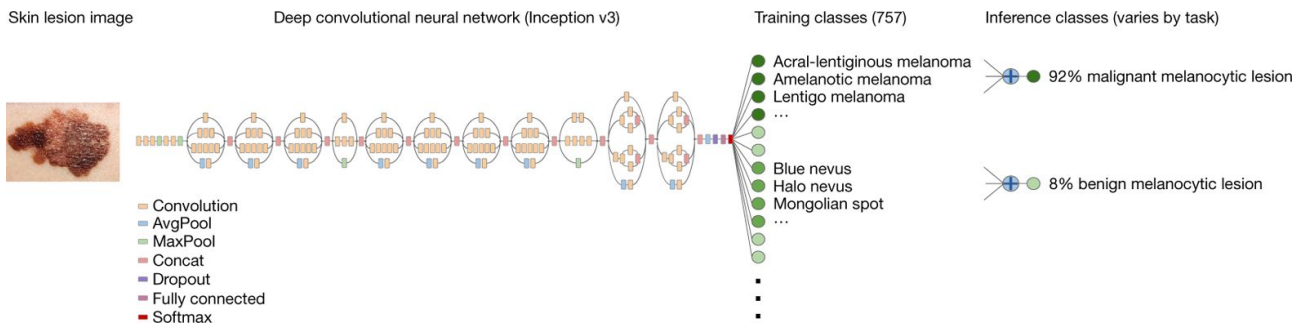 Skin lesion image
Deep convolutional neural network (Inception v3)
Training classes (757)
Inference classes (varies by task)
Acral-lentiginous melanoma
Amelanotic melanoma
Lentigo melanoma
...
Blue nevus
Halo nevus
Mongolian spot
...
92% malignant melanocytic lesion
8% benign melanocytic lesion
Convolution
AvgPool
MaxPool
Concat
Dropout
Fully connected
Softmax